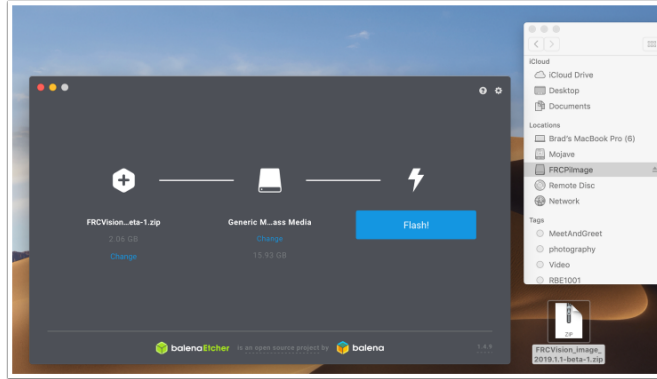 FRCVision...eta-1.zip
2.06 GB
Change
Generic M...ass Media
Change
15.93 GB
Flash!
balenaEtcher is an open source project by balena
1.4.9
iCloud
iCloud Drive
Desktop
Documents
Locations
Brad's MacBook Pro (6)
Mojave
FRCPiImage
Remote Disc
Network
Tags
MeetAndGreet
photography
Video
RBE1001
ZIP
FRCVision_image_
2019.1.1-beta-1.zip